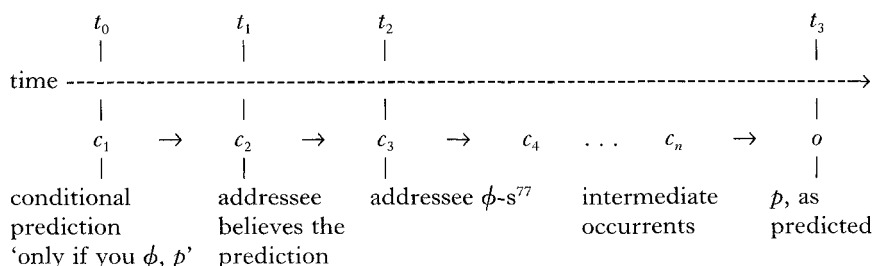 t₀ t₁ t₂ t₃
time
c₁ → c₂ → c₃ → c₄ . . . cₙ → o
conditional addressee addressee ϕ-s⁷⁷ intermediate p, as
prediction believes the occurrents predicted
‘only if you ϕ, p’ prediction